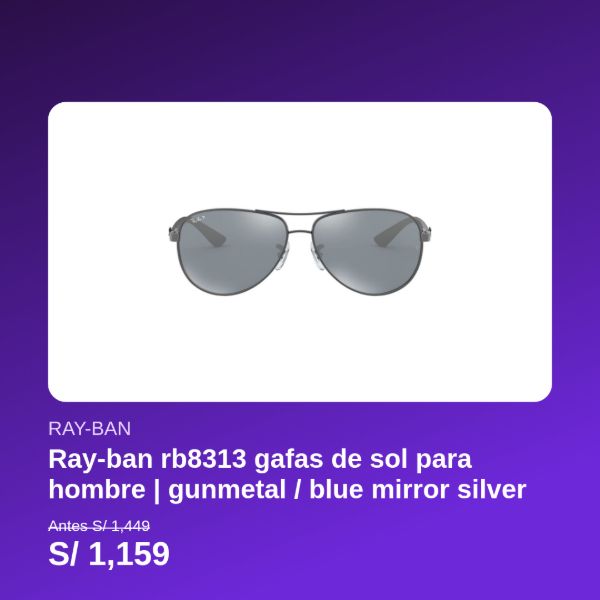 RAY-BAN
Ray-ban rb8313 gafas de sol para
hombre | gunmetal / blue mirror silver
Antes S/ 1,449
S/ 1,159